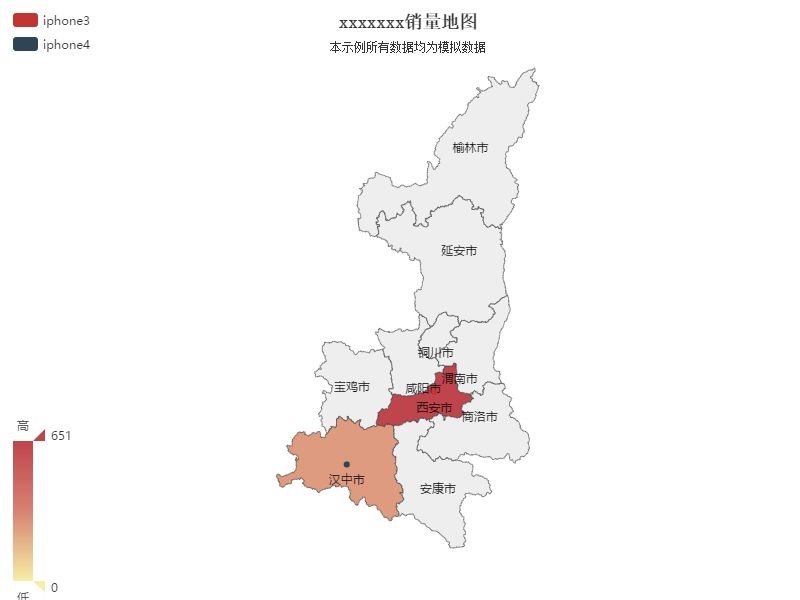 iphone3
iphone4
xxxxxxx销量地图
本示例所有数据均为模拟数据
榆林市
延安市
铜川市
渭南市
宝鸡市
咸阳市
西安市
商洛市
汉中市
安康市
高
651
0
低